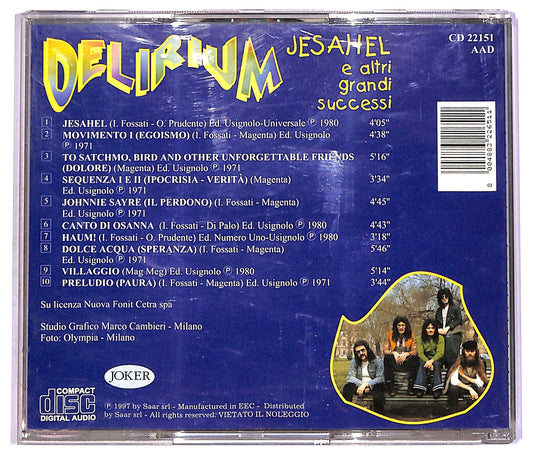 DELIRIUM
JESAHEL
e altri
grandi
successi
CD 22151
AAD
1 JESAHEL (I. Fossati - O. Prudente) Ed. Usignolo-Universale ℗ 1980 4'05"
2 MOVIMENTO I (EGOISMO) (I. Fossati - Magenta) Ed. Usignolo 4'38"
℗ 1971
3 TO SATCHMO, BIRD AND OTHER UNFORGETTABLE FRIENDS 5'16"
(DOLORE) (Magenta) Ed. Usignolo ℗ 1971
4 SEQUENZA I E II (IPOCRISIA - VERITÀ) (Magenta) 3'34"
Ed. Usignolo ℗ 1971
5 JOHNNIE SAYRE (IL PERDONO) (I. Fossati - Magenta) 4'45"
Ed. Usignolo ℗ 1971
6 CANTO DI OSANNA (I. Fossati - Di Palo) Ed. Usignolo ℗ 1980 4'43"
7 HAUM! (I. Fossati - O. Prudente) Ed. Numero Uno-Usignolo ℗ 1980 3'18"
8 DOLCE ACQUA (SPERANZA) (I. Fossati - Magenta) 5'46"
Ed. Usignolo ℗ 1971
9 VILLAGGIO (Mag Meg) Ed. Usignolo ℗ 1980 5'14"
10 PRELUDIO (PAURA) (I. Fossati - Magenta) Ed. Usignolo ℗ 1971 3'44"
8 004883 226511
Su licenza Nuova Fonit Cetra spa
Studio Grafico Marco Cambieri - Milano
Foto: Olympia - Milano
JOKER
COMPACT
disc
DIGITAL AUDIO
℗ 1997 by Saar srl - Manufactured in EEC - Distributed
by Saar srl - All rights reserved. VIETATO IL NOLEGGIO